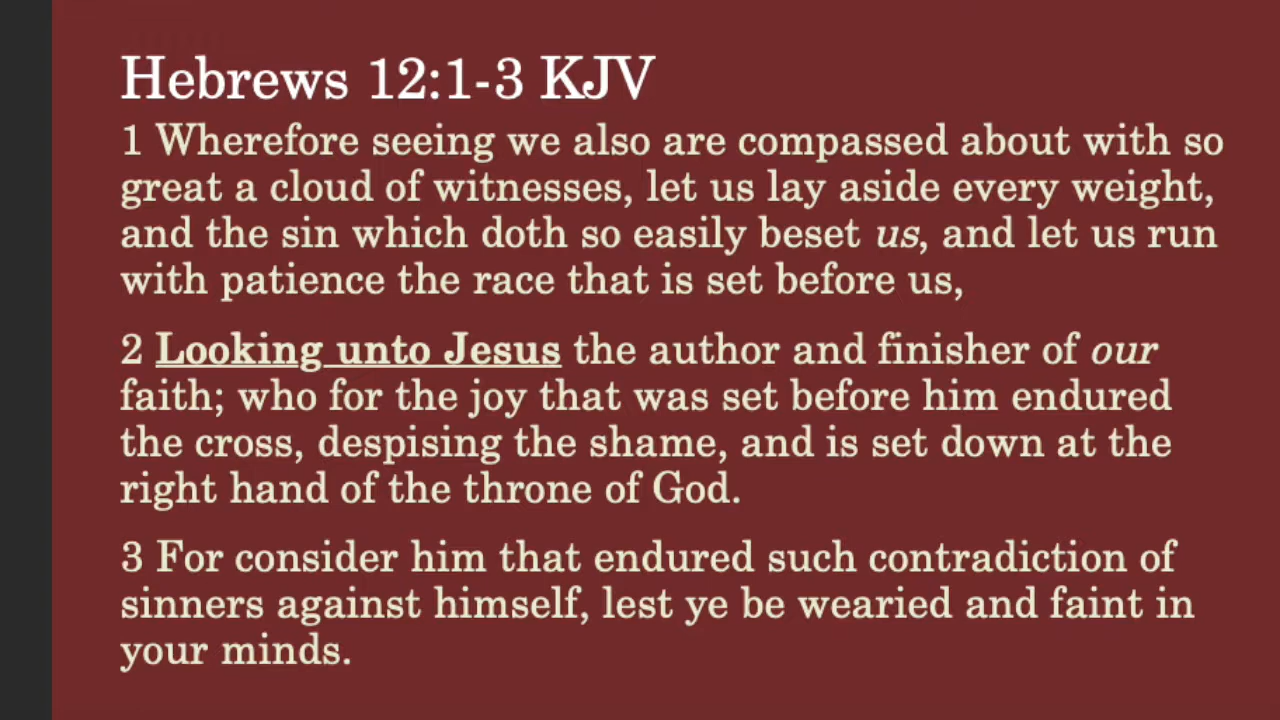 Hebrews 12:1-3 KJV
1 Wherefore seeing we also are compassed about with so
great a cloud of witnesses, let us lay aside every weight,
and the sin which doth so easily beset us, and let us run
with patience the race that is set before us,
2 Looking unto Jesus the author and finisher of our
faith; who for the joy that was set before him endured
the cross, despising the shame, and is set down at the
right hand of the throne of God.
3 For consider him that endured such contradiction of
sinners against himself, lest ye be wearied and faint in
your minds.